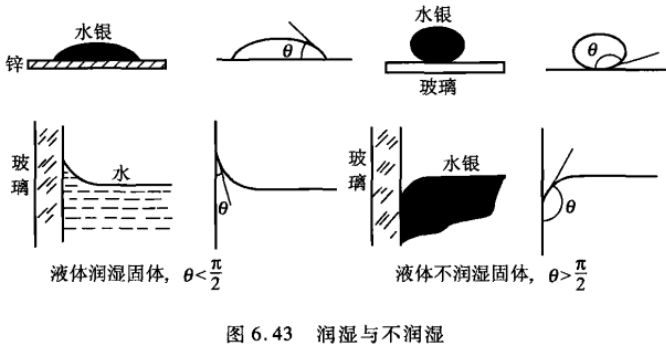 水银
θ
锌
水银
玻璃
θ
玻璃
水
θ
液体润湿固体，θ<π/2
玻璃
水银
θ
液体不润湿固体，θ>π/2
图 6.43 润湿与不润湿